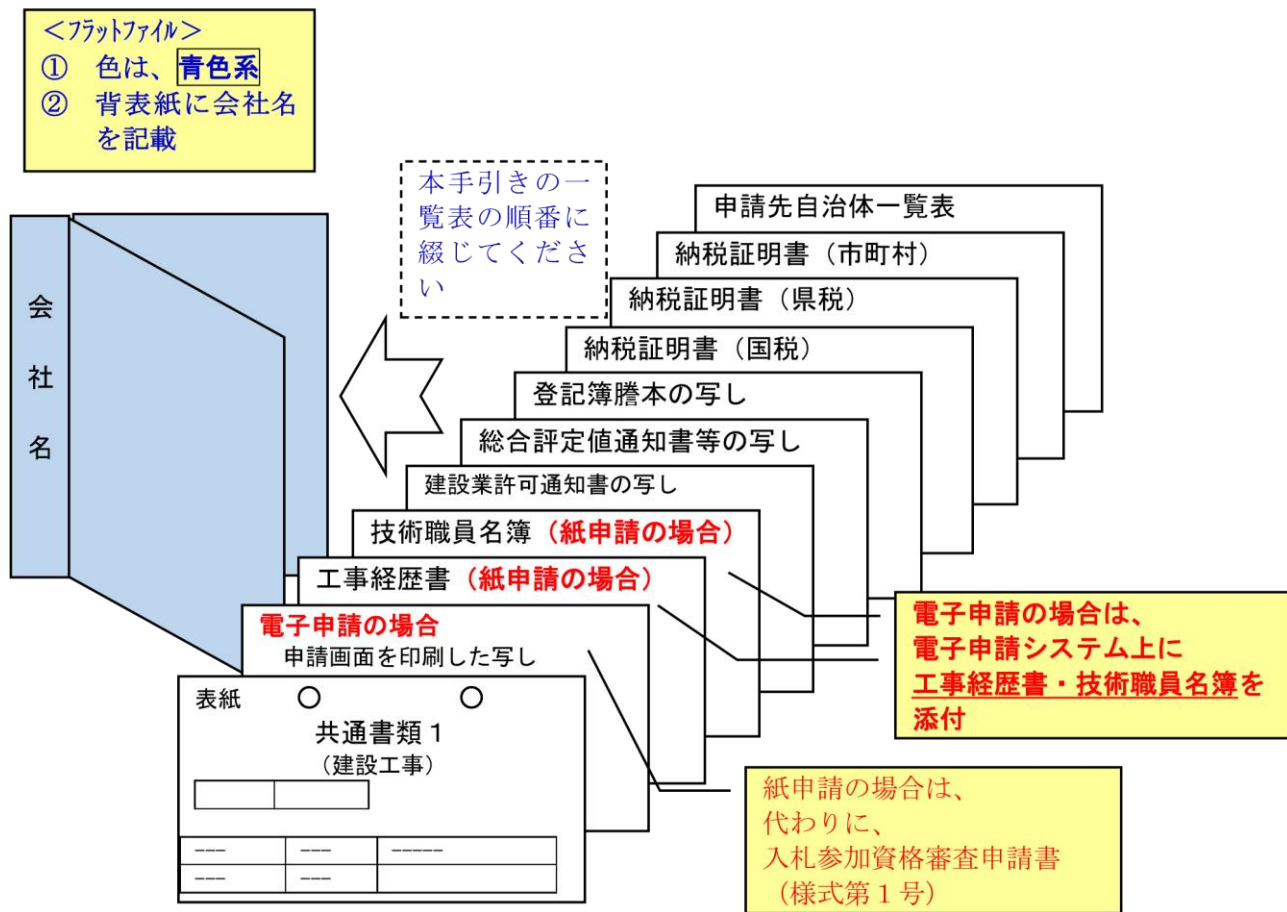 ＜フラットファイル＞
① 色は、青色系
② 背表紙に会社名
を記載
本手引きの一
覧表の順番に
綴じてくださ
い
会社名
申請先自治体一覧表
納税証明書（市町村）
納税証明書（県税）
納税証明書（国税）
登記簿謄本の写し
総合評定値通知書等の写し
建設業許可通知書の写し
技術職員名簿（紙申請の場合）
工事経歴書（紙申請の場合）
電子申請の場合
申請画面を印刷した写し
表紙
共通書類１
（建設工事）
--- --- -----
--- ---
電子申請の場合は、
電子申請システム上に
工事経歴書・技術職員名簿を
添付
紙申請の場合は、
代わりに、
入札参加資格審査申請書
（様式第１号）